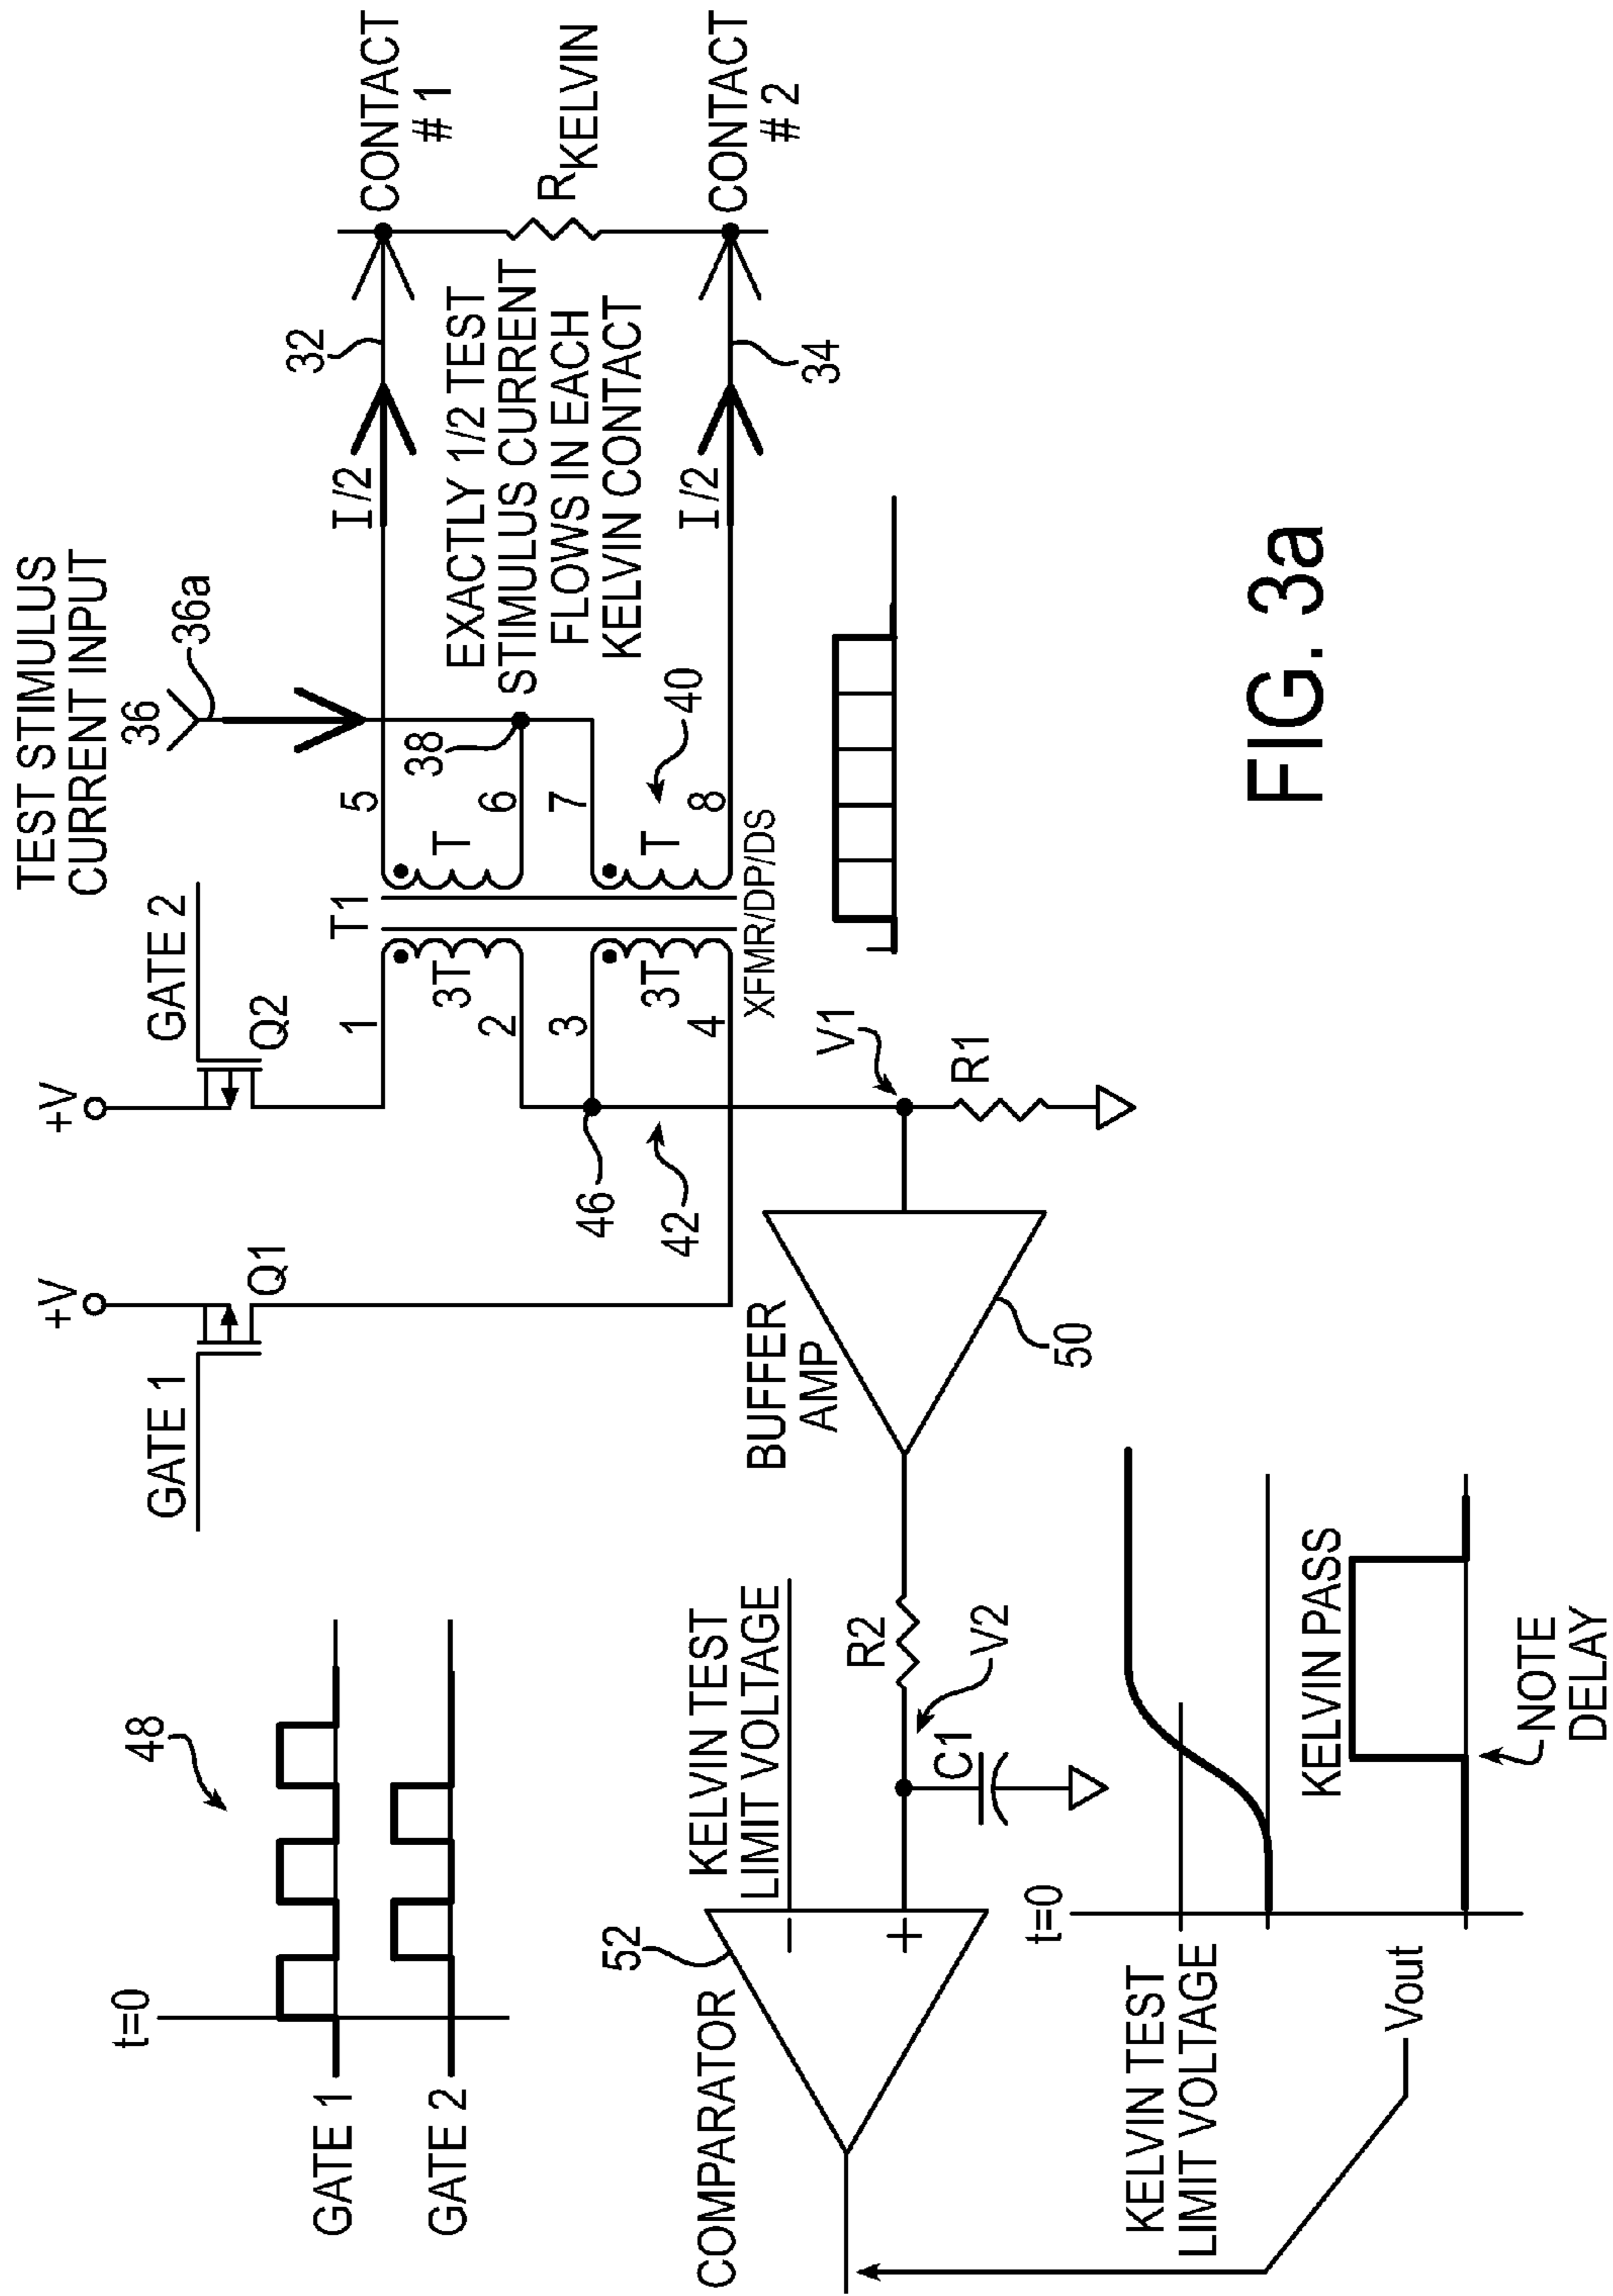 TEST STIMULUS
CURRENT INPUT
36
36a
+V
+V
GATE 1
GATE 2
Q1
Q2
t=0
48
GATE 1
GATE 2
T1
1
2
3
4
3T
3T
T
T
5
6
7
8
38
40
XFMR/DP/DS
46
42
I/2
I/2
32
34
EXACTLY 1/2 TEST
STIMULUS CURRENT
FLOWS IN EACH
KELVIN CONTACT
CONTACT
# 1
RKELVIN
CONTACT
# 2
COMPARATOR
52
−
+
KELVIN TEST
LIMIT VOLTAGE
R2
V2
C1
BUFFER
AMP
50
V1
R1
t=0
KELVIN TEST
LIMIT VOLTAGE
KELVIN PASS
Vout
NOTE
DELAY
FIG. 3a